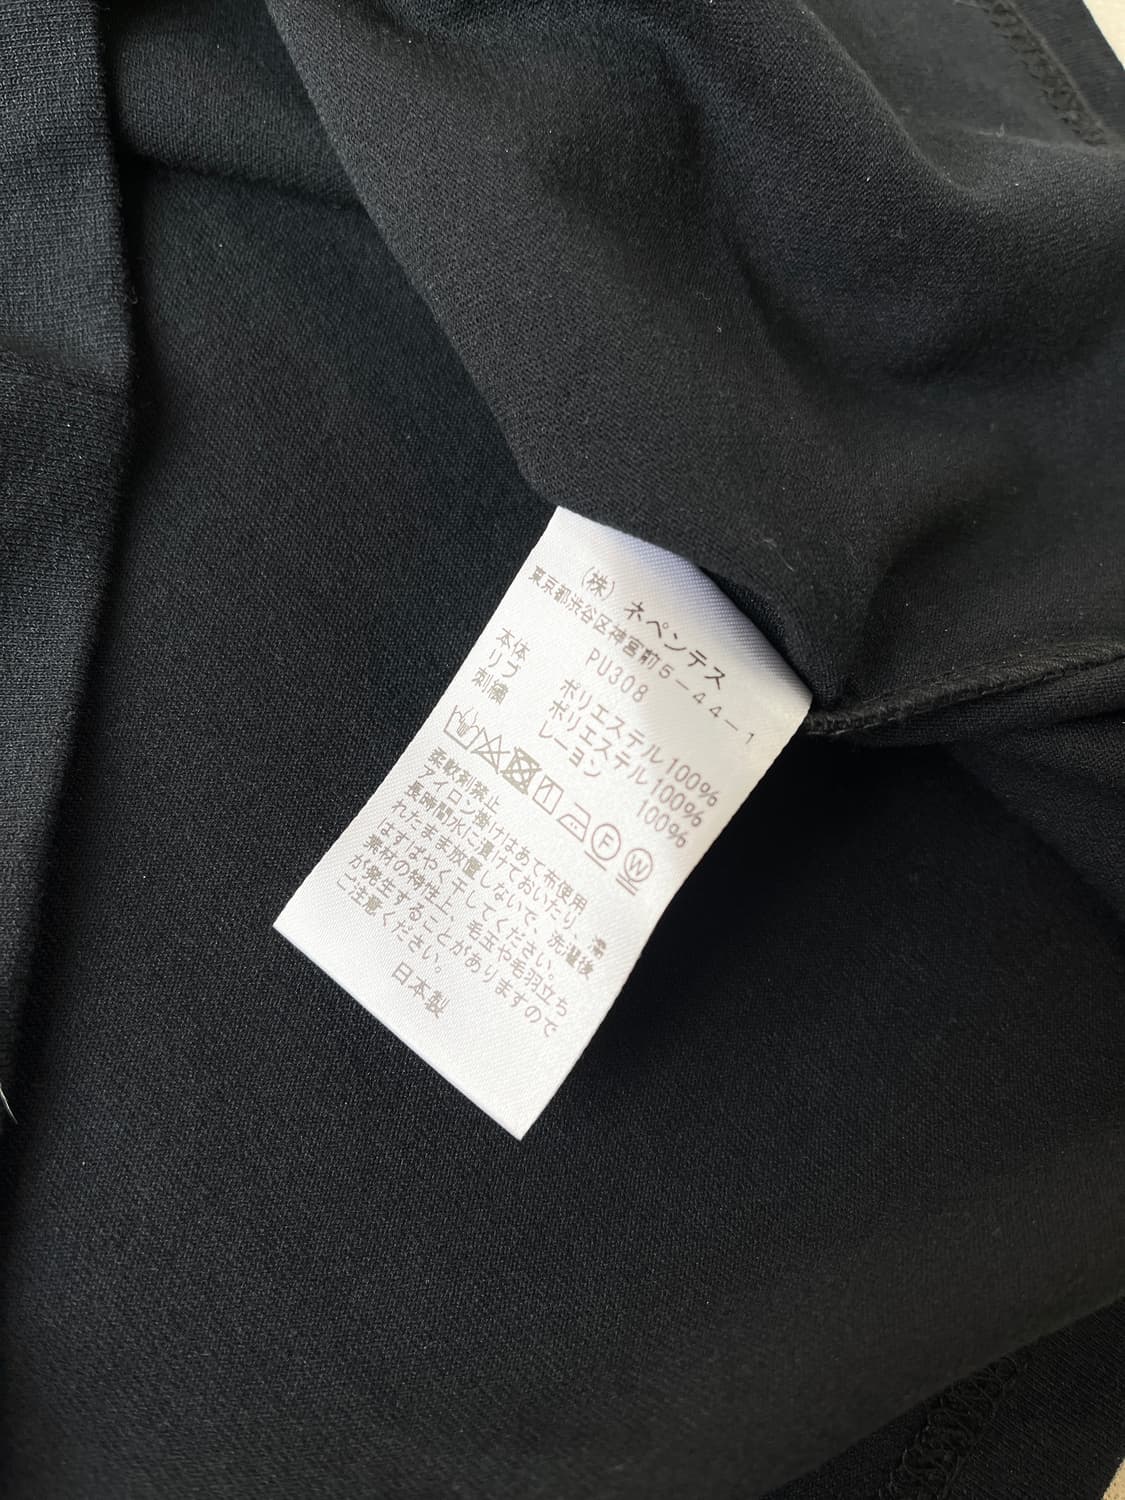 (株) ネペンテス
東京都渋谷区神宮前5-44-1
PU308
本体 ポリエステル100%
リブ ポリエステル100%
刺繍 レーヨン 100%
F W
柔軟剤禁止
アイロン掛けはあて布使用
長時間水に漬けておいたり、濡
れたまま放置しないで、洗濯後
はすばやく干してください。
素材の特性上、毛玉や毛羽立ち
が発生することがありますので
ご注意ください。
日本製